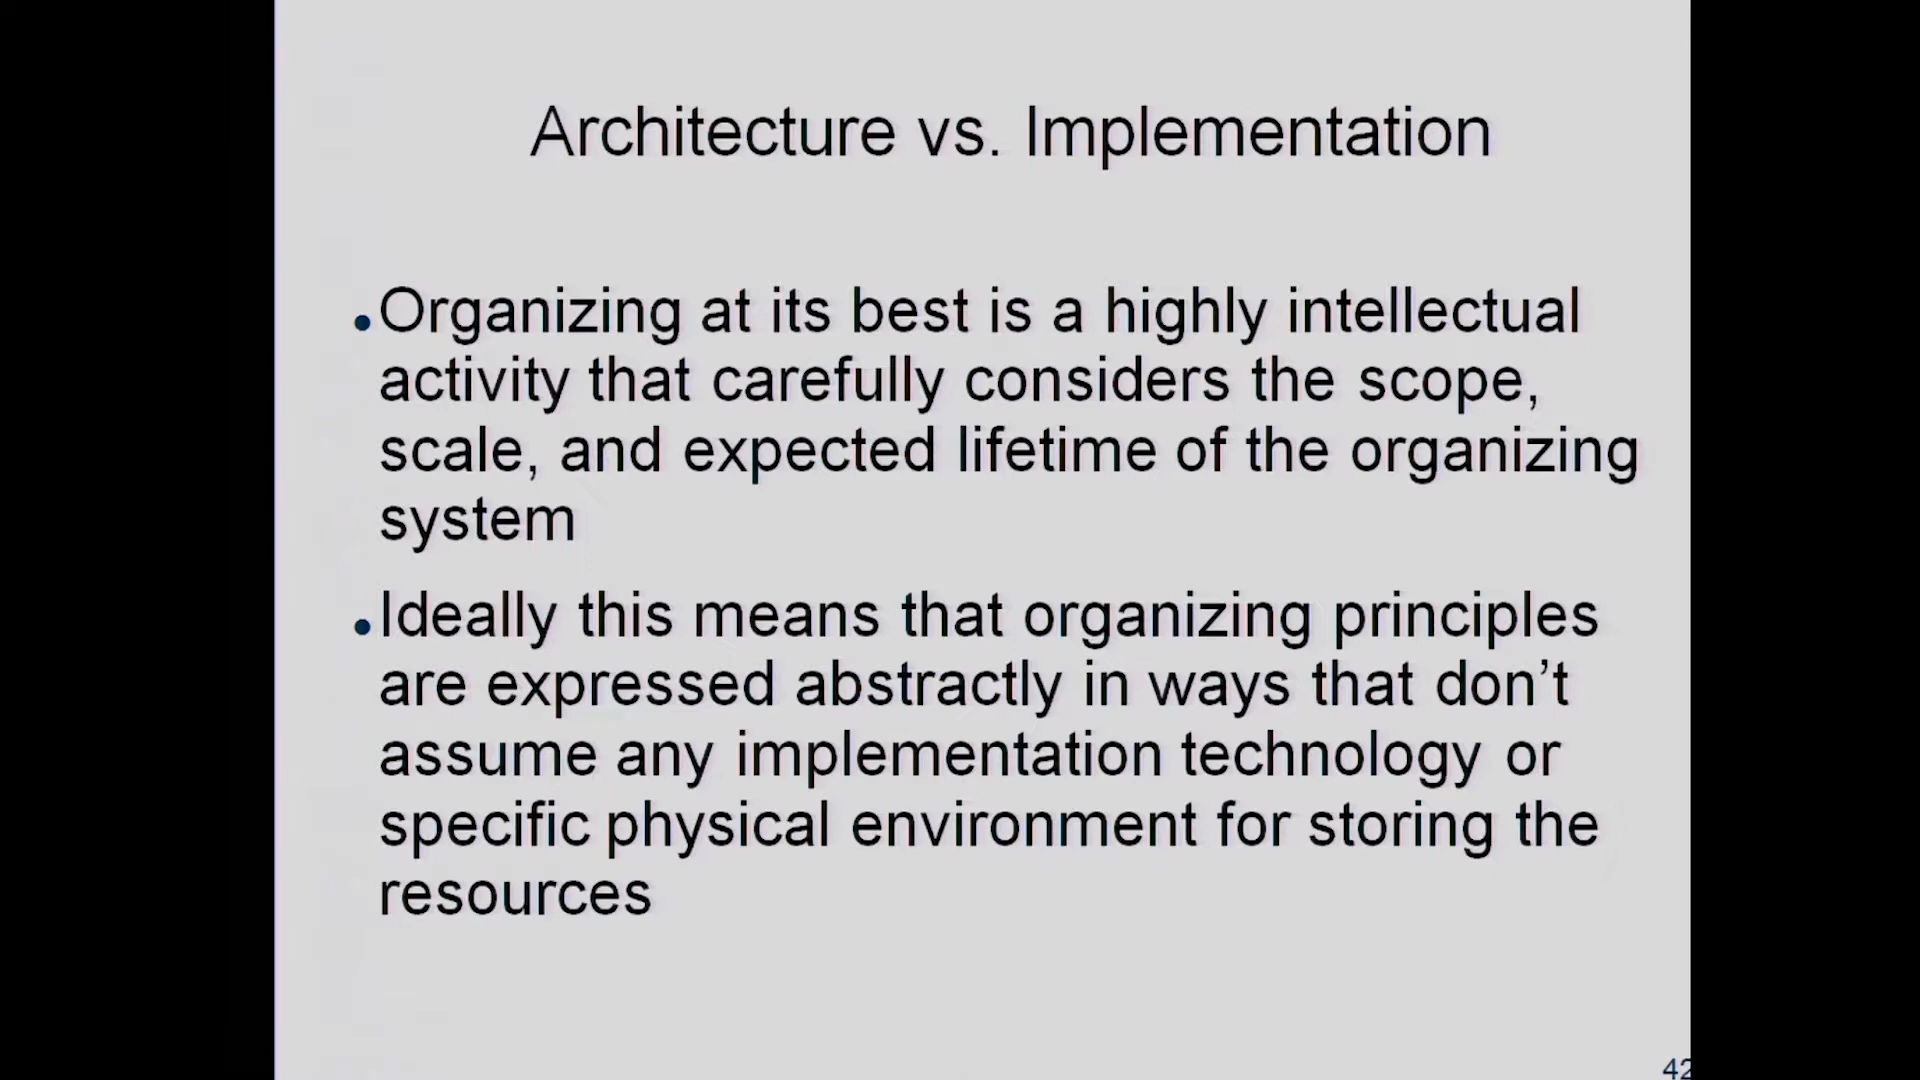 Architecture vs. Implementation
•Organizing at its best is a highly intellectual
activity that carefully considers the scope,
scale, and expected lifetime of the organizing
system
•Ideally this means that organizing principles
are expressed abstractly in ways that don’t
assume any implementation technology or
specific physical environment for storing the
resources
42